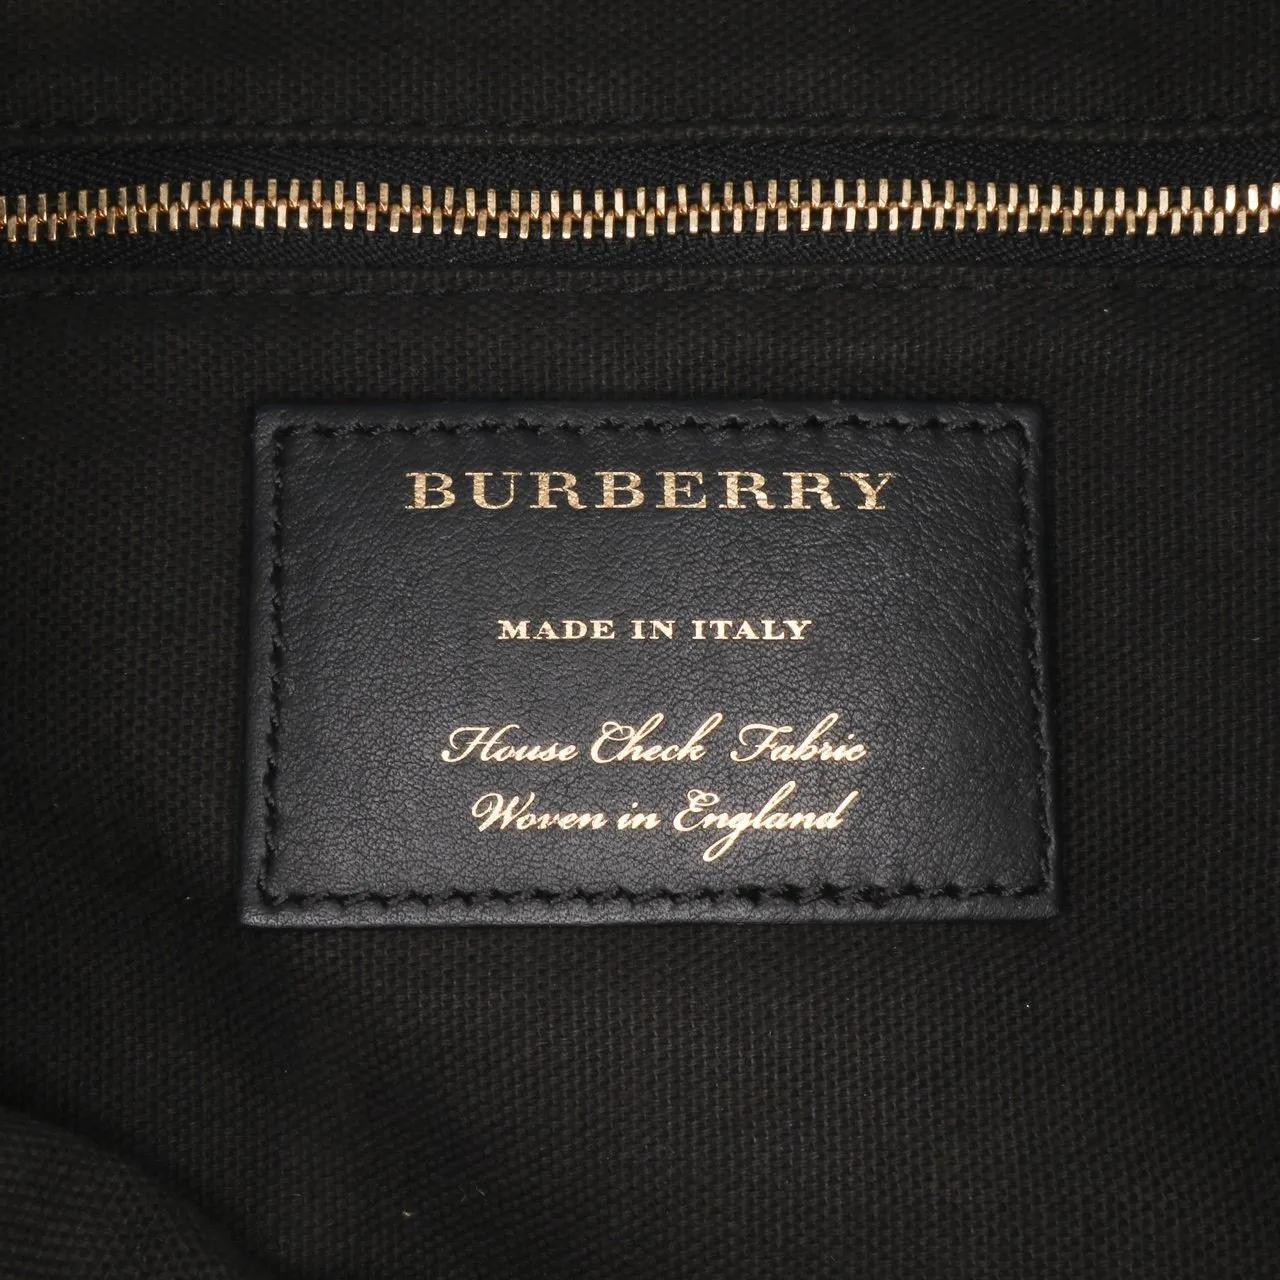 BURBERRY
MADE IN ITALY
House Check Fabric
Woven in England